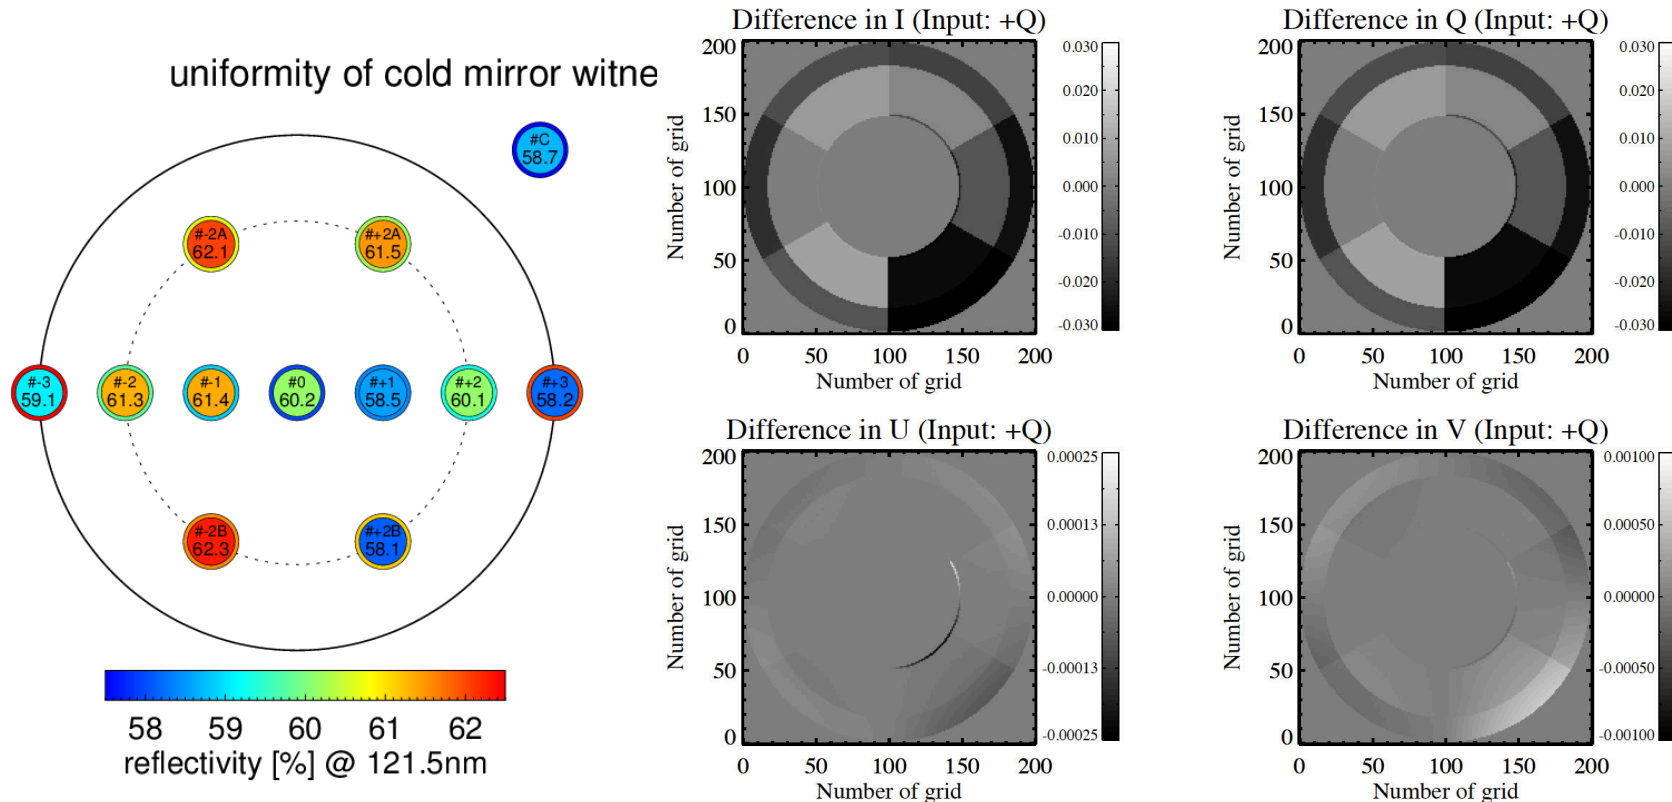 uniformity of cold mirror witne
#C
58.7
#-2A
62.1
#+2A
61.5
#-3
59.1
#-2
61.3
#-1
61.4
#0
60.2
#+1
58.5
#+2
60.1
#+3
58.2
#-2B
62.3
#+2B
58.1
58 59 60 61 62
reflectivity [%] @ 121.5nm
Difference in I (Input: +Q)
Number of grid
200
150
100
50
0
0 50 100 150 200
Number of grid
0.030
0.020
0.010
0.000
-0.010
-0.020
-0.030
Difference in Q (Input: +Q)
Number of grid
200
150
100
50
0
0 50 100 150 200
Number of grid
0.030
0.020
0.010
0.000
-0.010
-0.020
-0.030
Difference in U (Input: +Q)
Number of grid
200
150
100
50
0
0 50 100 150 200
Number of grid
0.00025
0.00013
0.00000
-0.00013
-0.00025
Difference in V (Input: +Q)
Number of grid
200
150
100
50
0
0 50 100 150 200
Number of grid
0.00100
0.00050
0.00000
-0.00050
-0.00100